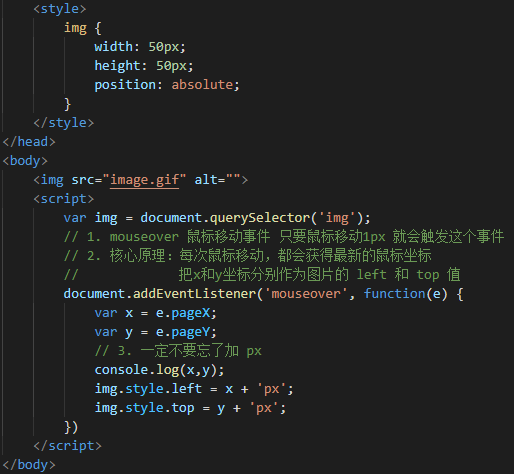 <style>
img {
width: 50px;
height: 50px;
position: absolute;
}
</style>
</head>
<body>
<img src="image.gif" alt="">
<script>
var img = document.querySelector('img');
// 1. mouseover 鼠标移动事件 只要鼠标移动1px 就会触发这个事件
// 2. 核心原理：每次鼠标移动，都会获得最新的鼠标坐标
// 把x和y坐标分别作为图片的 left 和 top 值
document.addEventListener('mouseover', function(e) {
var x = e.pageX;
var y = e.pageY;
// 3. 一定不要忘了加 px
console.log(x,y);
img.style.left = x + 'px';
img.style.top = y + 'px';
})
</script>
</body>